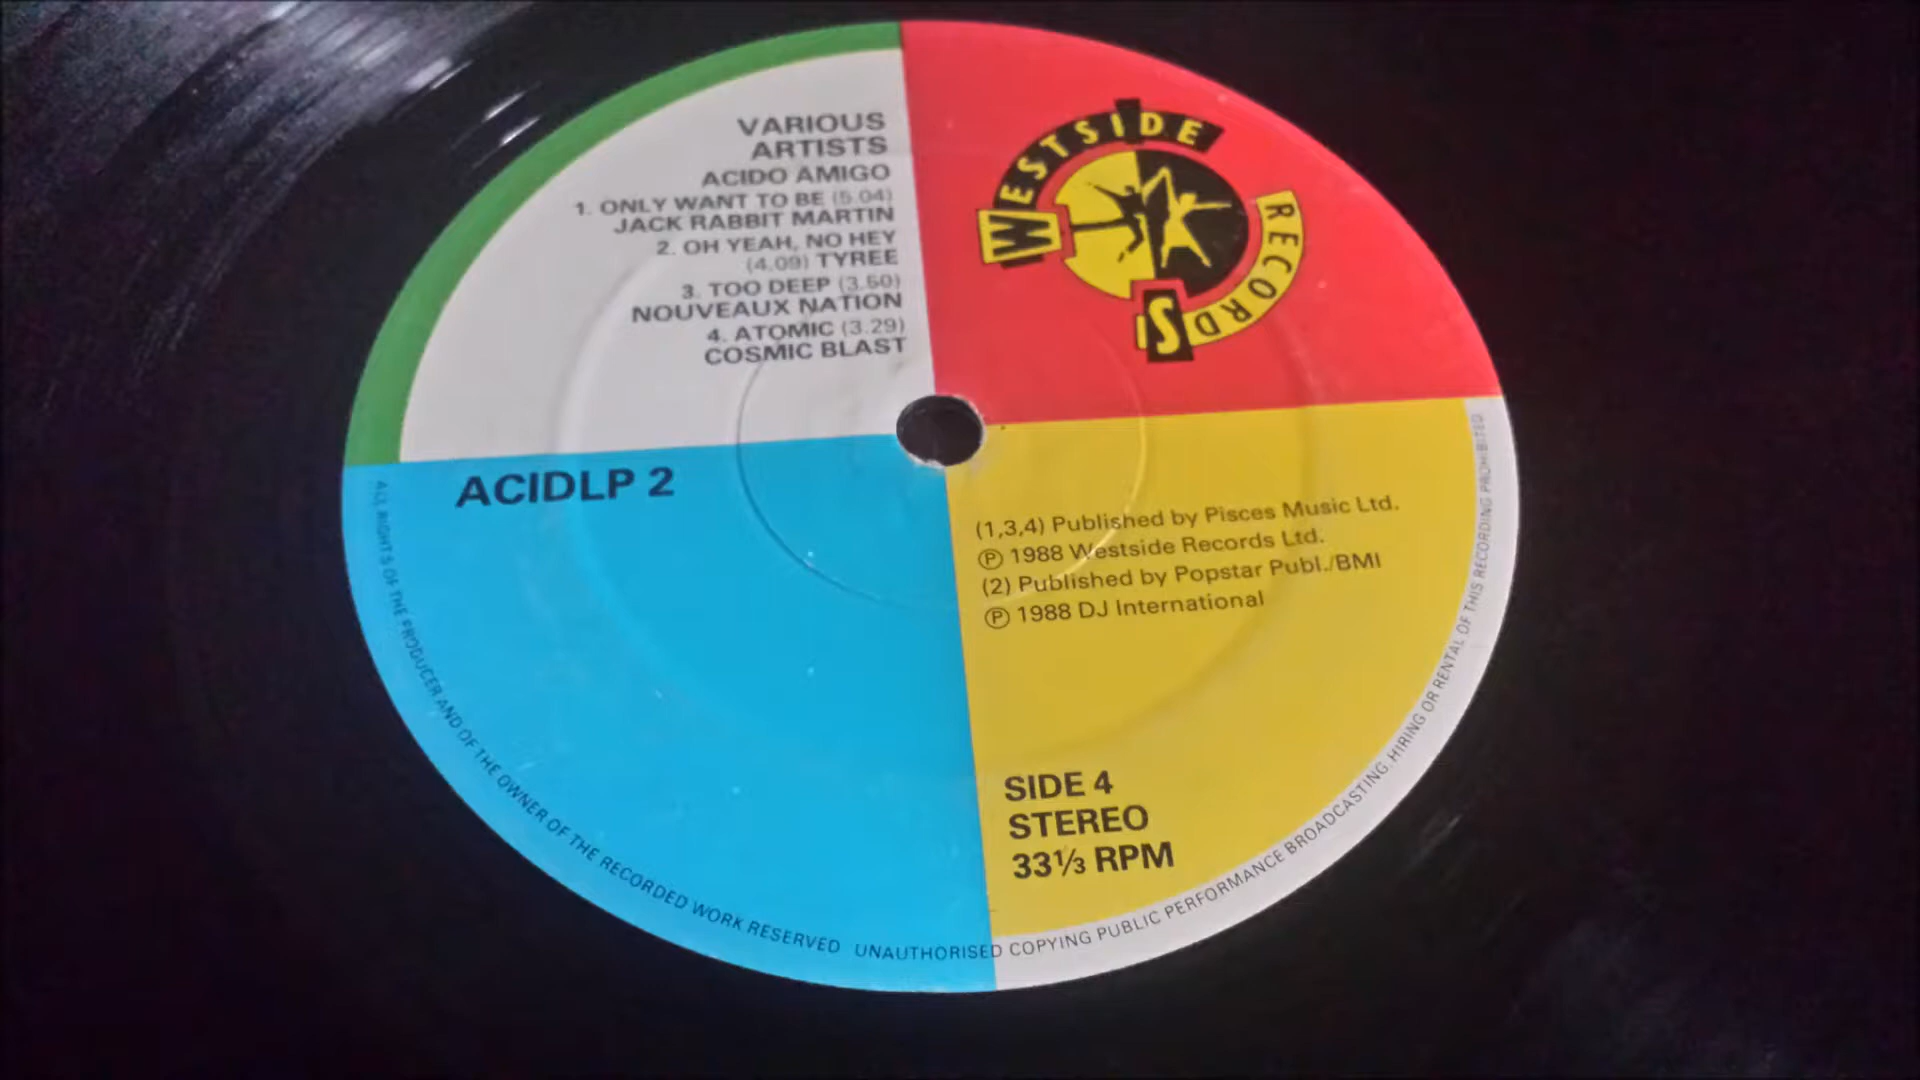 VARIOUS
ARTISTS
ACIDO AMIGO
1. ONLY WANT TO BE (5.04)
JACK RABBIT MARTIN
2. OH YEAH, NO HEY
(4.09) TYREE
3. TOO DEEP (3.50)
NOUVEAUX NATION
4. ATOMIC (3.29)
COSMIC BLAST
WESTSIDE
RECORDS
ACIDLP 2
(1,3,4) Published by Pisces Music Ltd.
Ⓟ 1988 Westside Records Ltd.
(2) Published by Popstar Publ./BMI
Ⓟ 1988 DJ International
SIDE 4
STEREO
33⅓ RPM
ALL RIGHTS OF THE PRODUCER AND OF THE OWNER OF THE RECORDED WORK RESERVED UNAUTHORISED COPYING PUBLIC PERFORMANCE BROADCASTING. HIRING OR RENTAL OF THIS RECORDING PROHIBITED